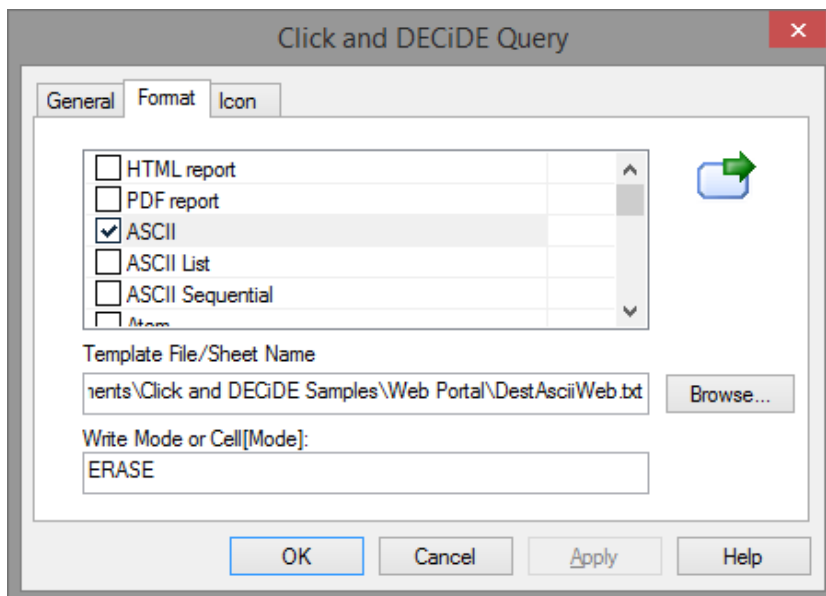 Click and DECiDE Query
General Format Icon
HTML report
PDF report
ASCII
ASCII List
ASCII Sequential
Atom
Template File/Sheet Name
nents\Click and DECiDE Samples\Web Portal\DestAsciiWeb.txt Browse...
Write Mode or Cell[Mode]:
ERASE
OK Cancel Apply Help